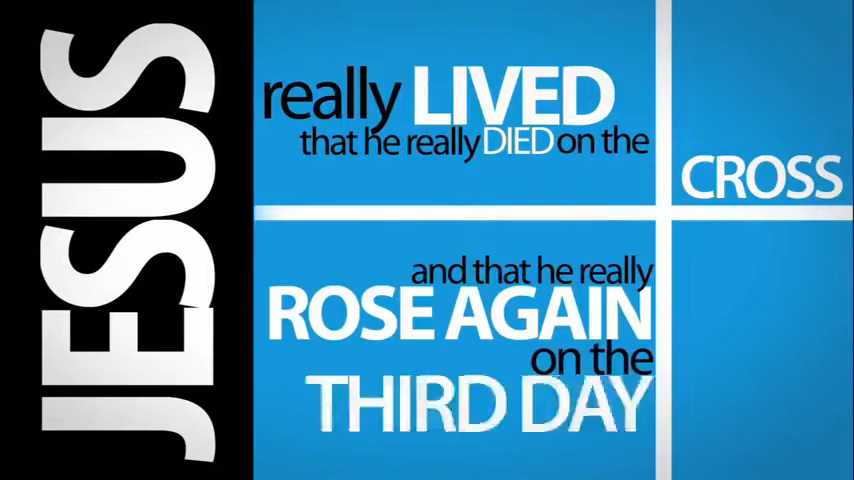 JESUS
really LIVED
that he really DIED on the
CROSS
and that he really
ROSE AGAIN
on the
THIRD DAY